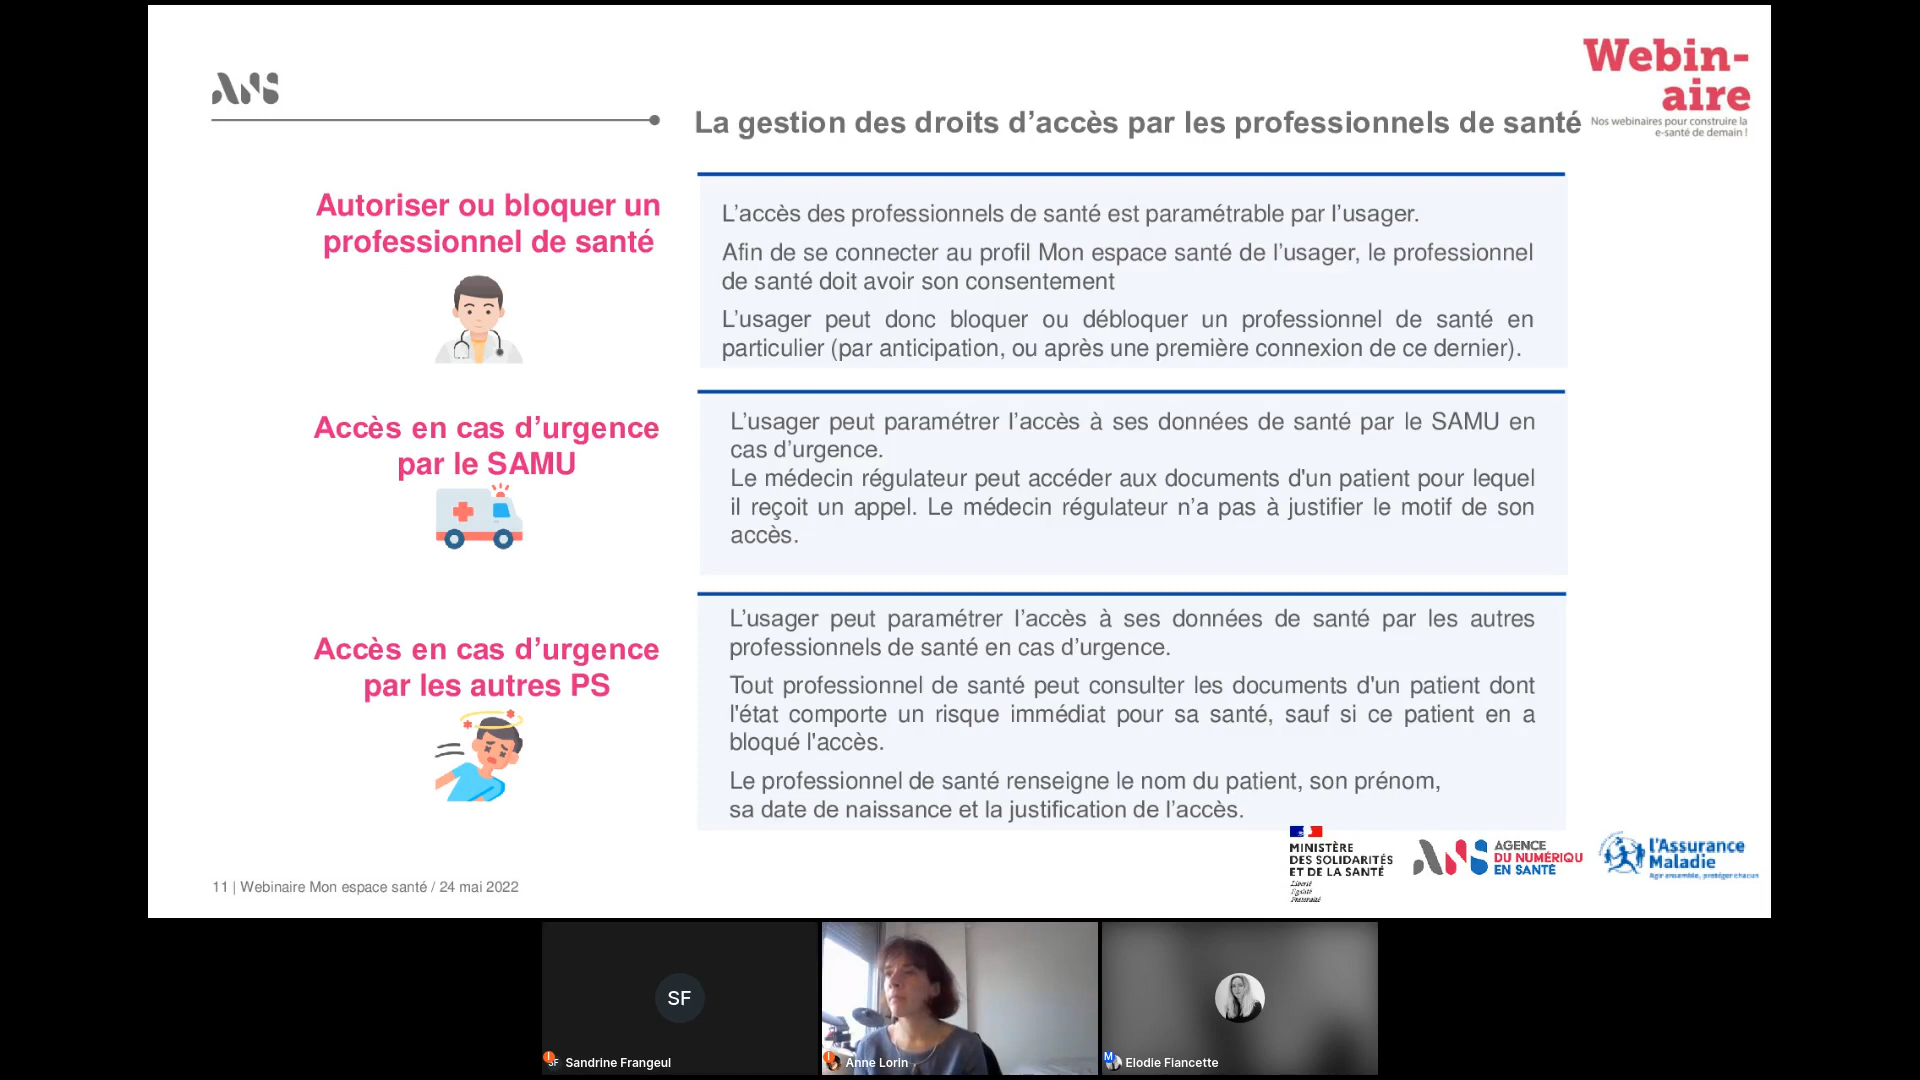 ANS
Webin-
aire
Nos webinaires pour construire la
e-santé de demain !
La gestion des droits d’accès par les professionnels de santé
Autoriser ou bloquer un
professionnel de santé
L’accès des professionnels de santé est paramétrable par l’usager.
Afin de se connecter au profil Mon espace santé de l’usager, le professionnel
de santé doit avoir son consentement
L’usager peut donc bloquer ou débloquer un professionnel de santé en
particulier (par anticipation, ou après une première connexion de ce dernier).
Accès en cas d’urgence
par le SAMU
L’usager peut paramétrer l’accès à ses données de santé par le SAMU en
cas d’urgence.
Le médecin régulateur peut accéder aux documents d'un patient pour lequel
il reçoit un appel. Le médecin régulateur n’a pas à justifier le motif de son
accès.
Accès en cas d’urgence
par les autres PS
L’usager peut paramétrer l’accès à ses données de santé par les autres
professionnels de santé en cas d’urgence.
Tout professionnel de santé peut consulter les documents d'un patient dont
l'état comporte un risque immédiat pour sa santé, sauf si ce patient en a
bloqué l'accès.
Le professionnel de santé renseigne le nom du patient, son prénom,
sa date de naissance et la justification de l’accès.
MINISTÈRE
DES SOLIDARITÉS
ET DE LA SANTÉ
Liberté
Égalité
Fraternité
ANS
AGENCE
DU NUMÉRIQU
EN SANTÉ
l'Assurance
Maladie
Agir ensemble, protéger chacun
11 | Webinaire Mon espace santé / 24 mai 2022
SF
SF Sandrine Frangeul
Anne Lorin
M Elodie Fiancette